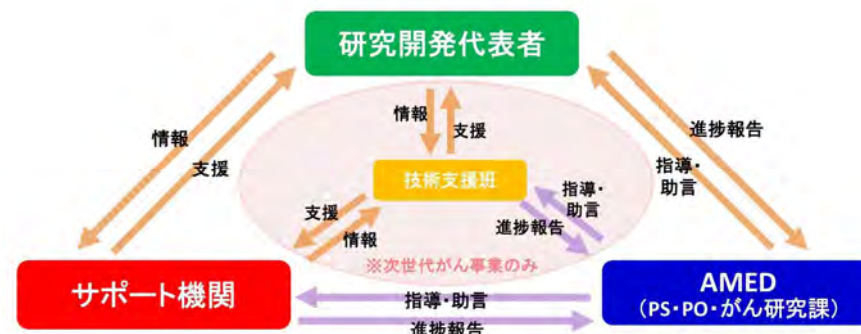 研究開発代表者
情報
支援
進捗報告
指導・
助言
情報
支援
技術支援班
支援
情報
指導・
助言
進捗報告
※次世代がん事業のみ
サポート機関
AMED
(PS・PO・がん研究課)
指導・助言
進捗報告